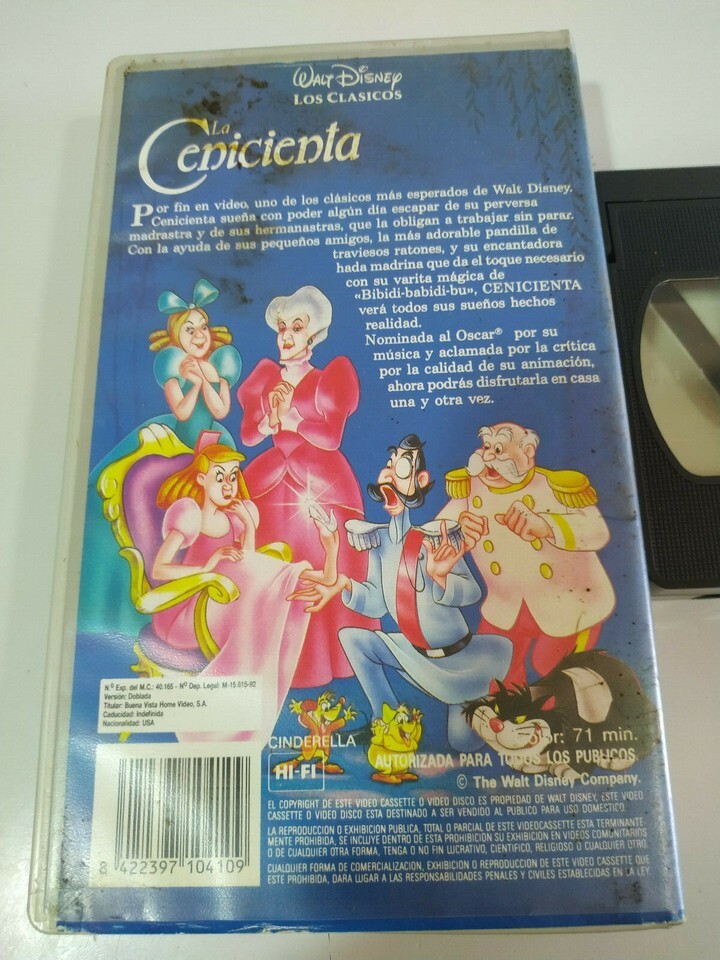 WALT DISNEY
LOS CLASICOS
La
Cenicienta
Por fin en video, uno de los clásicos más esperados de Walt Disney.
Cenicienta sueña con poder algún día escapar de su perversa
madrastra y de sus hermanastras, que la obligan a trabajar sin parar.
Con la ayuda de sus pequeños amigos, la más adorable pandilla de
traviesos ratones, y su encantadora
hada madrina que da el toque necesario
con su varita mágica de
«Bibidi-babidi-bu», CENICIENTA
verá todos sus sueños hechos
realidad.
Nominada al Oscar® por su
música y aclamada por la crítica
por la calidad de su animación,
ahora podrás disfrutarla en casa
una y otra vez.
N.º Exp. del M.C.: 40.165 - Nº Dep. Legal: M-15.615-92
Versión: Doblada
Titular: Buena Vista Home Video, S.A.
Caducidad: Indefinida
Nacionalidad: USA
CINDERELLA
HI-FI
color: 71 min.
AUTORIZADA PARA TODOS LOS PUBLICOS
© The Walt Disney Company.
EL COPYRIGHT DE ESTE VIDEO CASSETTE O VIDEO DISCO ES PROPIEDAD DE WALT DISNEY, ESTE VIDEO
CASSETTE O VIDEO DISCO ESTA DESTINADO A SER VENDIDO AL PUBLICO PARA USO DOMESTICO.
LA REPRODUCCION O EXHIBICION PUBLICA, TOTAL O PARCIAL DE ESTE VIDEOCASSETTE ESTA TERMINANTE-
MENTE PROHIBIDA, SE INCLUYE DENTRO DE ESTA PROHIBICION SU EXHIBICION EN VIDEOS COMUNITARIOS
O DE CUALQUIER OTRA FORMA, TENGA O NO FIN LUCRATIVO, CIENTIFICO, RELIGIOSO O CUALQUIER OTRO.
CUALQUIER FORMA DE COMERCIALIZACION, EXHIBICION O REPRODUCCION DE ESTE VIDEO CASSETTE QUE
ESTE PROHIBIDA, DARA LUGAR A LAS RESPONSABILIDADES PENALES Y CIVILES ESTABLECIDAS EN LA LEY
8 422397 104109